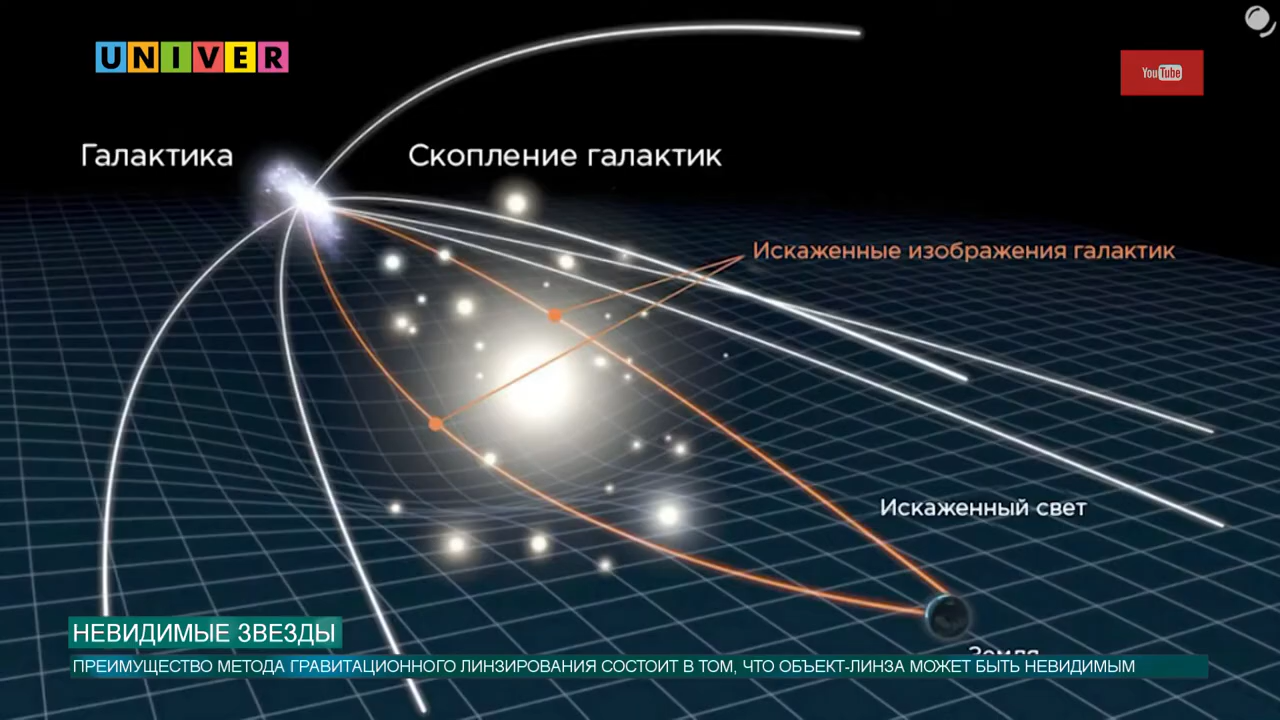 UNIVER
YouTube
Галактика
Скопление галактик
Искаженные изображения галактик
Искаженный свет
Земля
НЕВИДИМЫЕ ЗВЕЗДЫ
ПРЕИМУЩЕСТВО МЕТОДА ГРАВИТАЦИОННОГО ЛИНЗИРОВАНИЯ СОСТОИТ В ТОМ, ЧТО ОБЪЕКТ-ЛИНЗА МОЖЕТ БЫТЬ НЕВИДИМЫМ